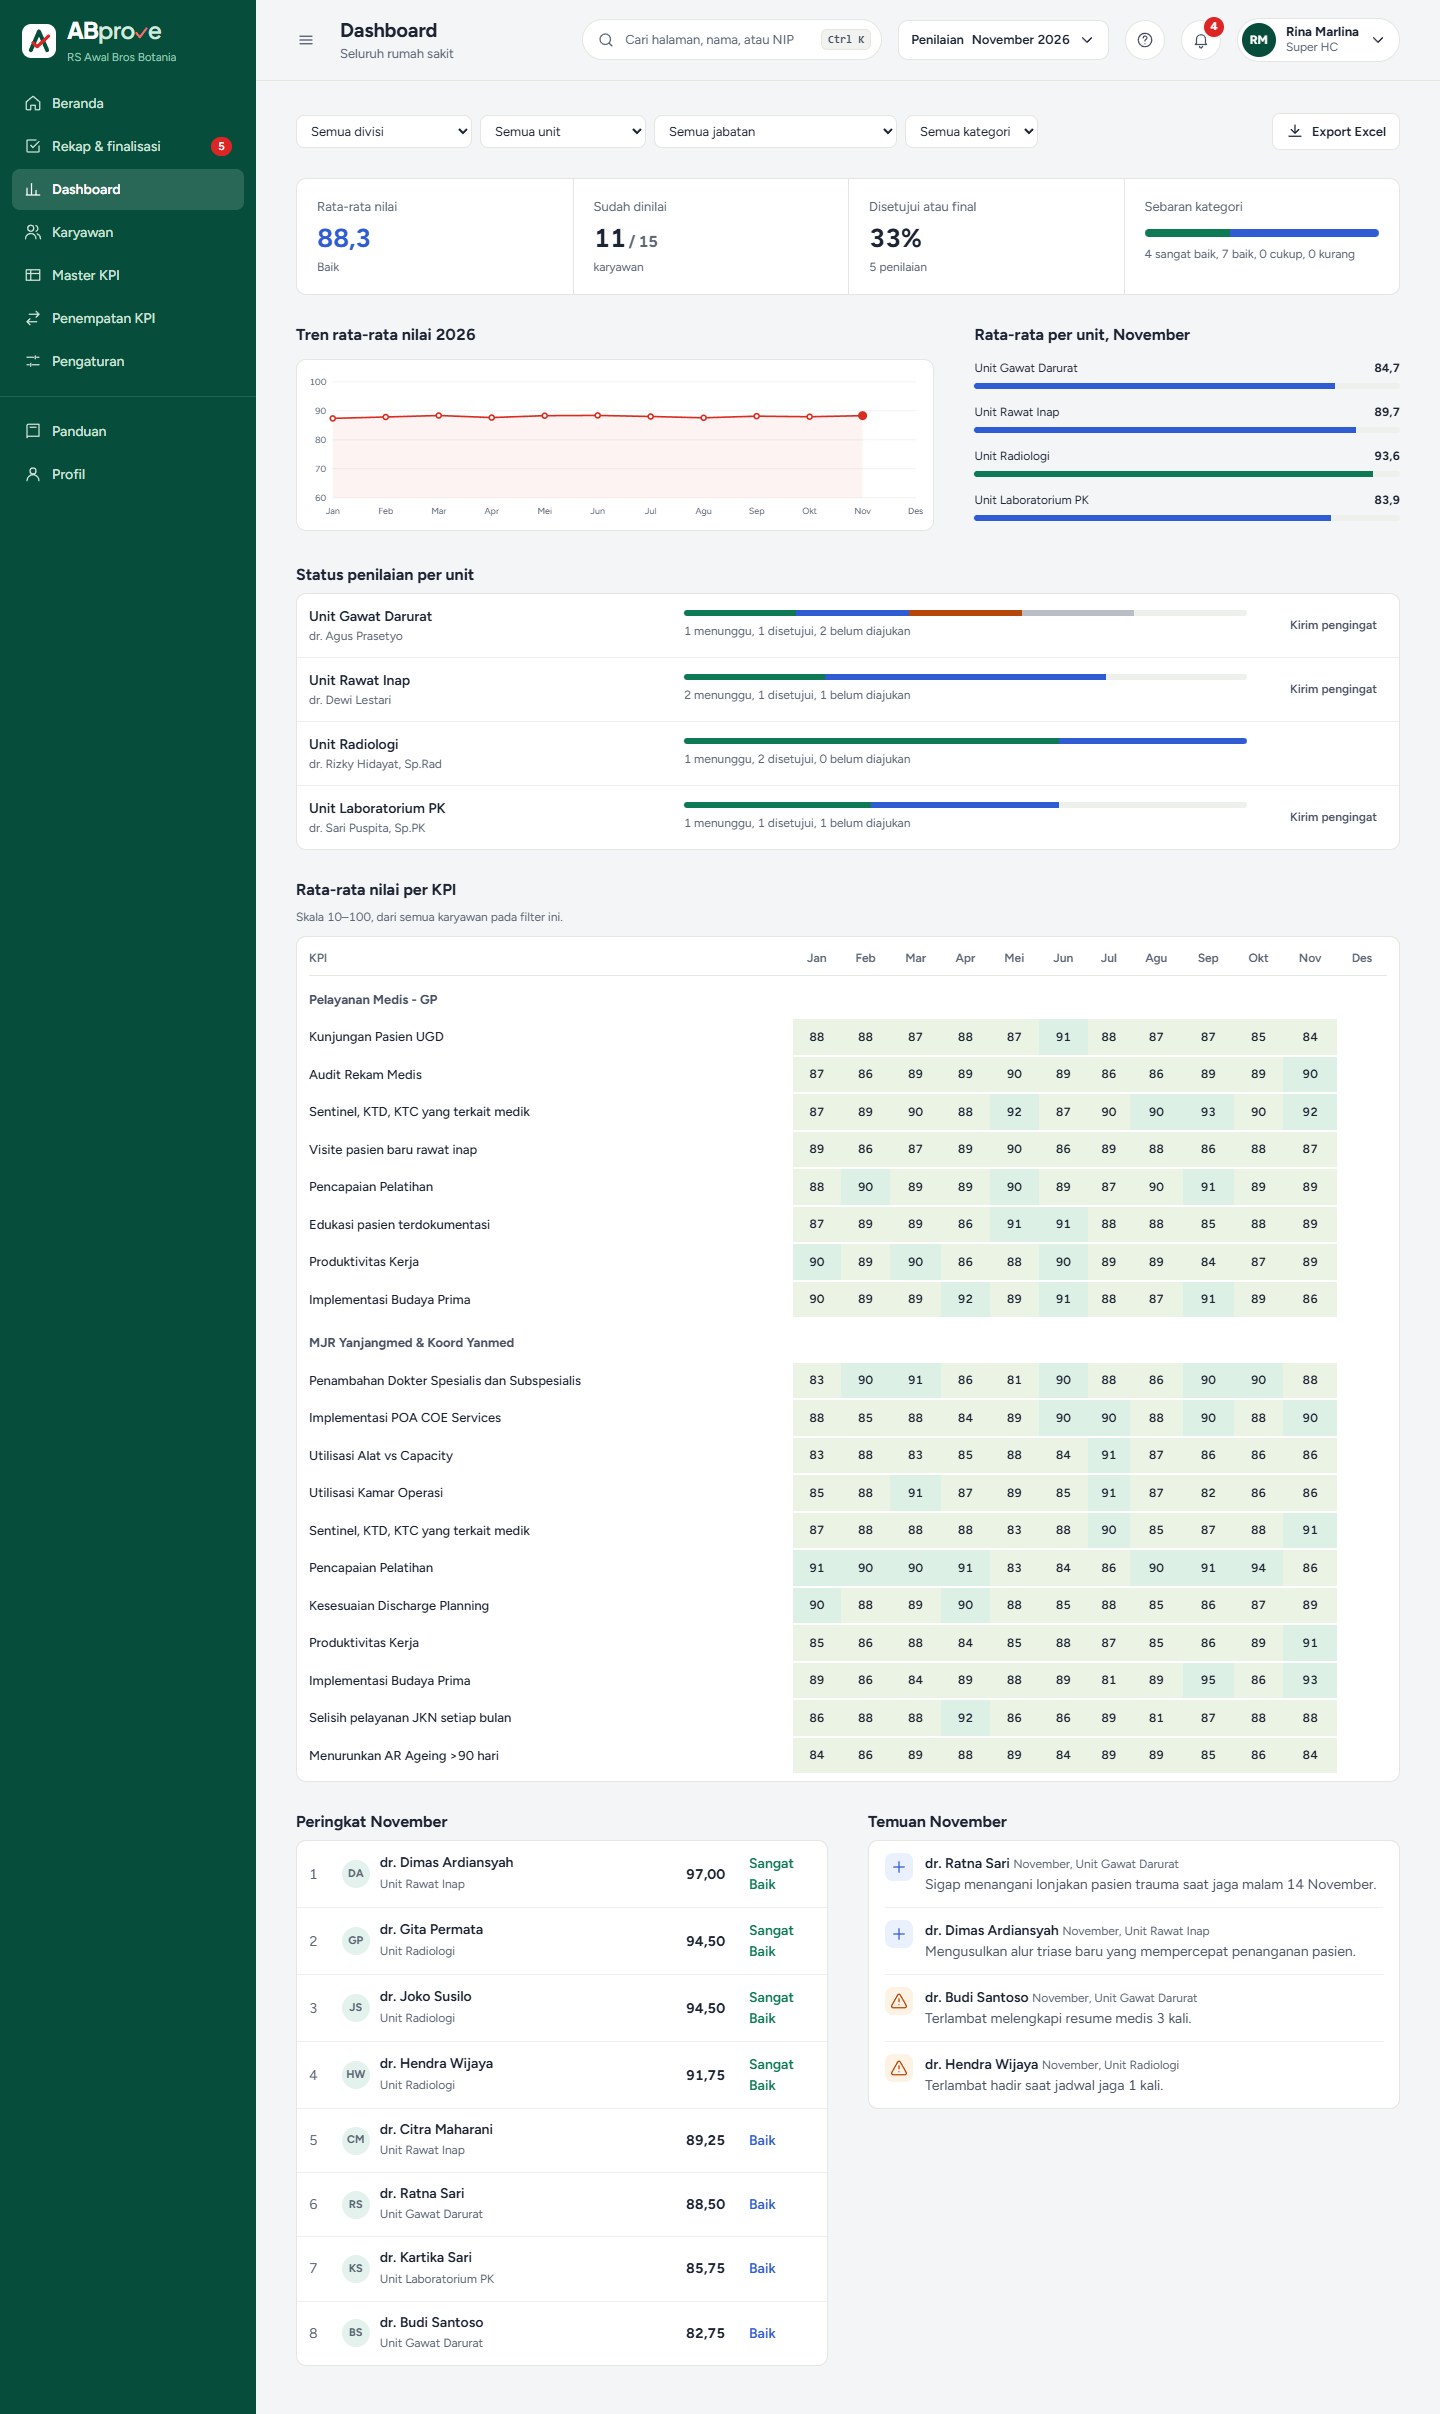 ABprove
RS Awal Bros Botania
Beranda
Rekap & finalisasi 5
Dashboard
Karyawan
Master KPI
Penempatan KPI
Pengaturan
Panduan
Profil
Dashboard
Seluruh rumah sakit
Cari halaman, nama, atau NIP Ctrl K
Penilaian November 2026
4
RM
Rina Marlina
Super HC
Semua divisi Semua unit Semua jabatan Semua kategori Export Excel
Rata-rata nilai
88,3
Baik
Sudah dinilai
11 / 15
karyawan
Disetujui atau final
33%
5 penilaian
Sebaran kategori
4 sangat baik, 7 baik, 0 cukup, 0 kurang
Tren rata-rata nilai 2026
100
90
80
70
60
Jan Feb Mar Apr Mei Jun Jul Agu Sep Okt Nov Des
Rata-rata per unit, November
Unit Gawat Darurat 84,7
Unit Rawat Inap 89,7
Unit Radiologi 93,6
Unit Laboratorium PK 83,9
Status penilaian per unit
Unit Gawat Darurat
dr. Agus Prasetyo
1 menunggu, 1 disetujui, 2 belum diajukan
Kirim pengingat
Unit Rawat Inap
dr. Dewi Lestari
2 menunggu, 1 disetujui, 1 belum diajukan
Kirim pengingat
Unit Radiologi
dr. Rizky Hidayat, Sp.Rad
1 menunggu, 2 disetujui, 0 belum diajukan
Unit Laboratorium PK
dr. Sari Puspita, Sp.PK
1 menunggu, 1 disetujui, 1 belum diajukan
Kirim pengingat
Rata-rata nilai per KPI
Skala 10–100, dari semua karyawan pada filter ini.
KPI Jan Feb Mar Apr Mei Jun Jul Agu Sep Okt Nov Des
Pelayanan Medis - GP
Kunjungan Pasien UGD 88 88 87 88 87 91 88 87 87 85 84
Audit Rekam Medis 87 86 89 89 90 89 86 86 89 89 90
Sentinel, KTD, KTC yang terkait medik 87 89 90 88 92 87 90 90 93 90 92
Visite pasien baru rawat inap 89 86 87 89 90 86 89 88 86 88 87
Pencapaian Pelatihan 88 90 89 89 90 89 87 90 91 89 89
Edukasi pasien terdokumentasi 87 89 89 86 91 91 88 88 85 88 89
Produktivitas Kerja 90 89 90 86 88 90 89 89 84 87 89
Implementasi Budaya Prima 90 89 89 92 89 91 88 87 91 89 86
MJR Yanjangmed & Koord Yanmed
Penambahan Dokter Spesialis dan Subspesialis 83 90 91 86 81 90 88 86 90 90 88
Implementasi POA COE Services 88 85 88 84 89 90 90 88 90 88 90
Utilisasi Alat vs Capacity 83 88 83 85 88 84 91 87 86 86 86
Utilisasi Kamar Operasi 85 88 91 87 89 85 91 87 82 86 86
Sentinel, KTD, KTC yang terkait medik 87 88 88 88 83 88 90 85 87 88 91
Pencapaian Pelatihan 91 90 90 91 83 84 86 90 91 94 86
Kesesuaian Discharge Planning 90 88 89 90 88 85 88 85 86 87 89
Produktivitas Kerja 85 86 88 84 85 88 87 85 86 89 91
Implementasi Budaya Prima 89 86 84 89 88 89 81 89 95 86 93
Selisih pelayanan JKN setiap bulan 86 88 88 92 86 86 89 81 87 88 88
Menurunkan AR Ageing >90 hari 84 86 89 88 89 84 89 89 85 86 84
Peringkat November
1 DA dr. Dimas Ardiansyah
Unit Rawat Inap
97,00
Sangat
Baik
2 GP dr. Gita Permata
Unit Radiologi
94,50
Sangat
Baik
3 JS dr. Joko Susilo
Unit Radiologi
94,50
Sangat
Baik
4 HW dr. Hendra Wijaya
Unit Radiologi
91,75
Sangat
Baik
5 CM dr. Citra Maharani
Unit Rawat Inap
89,25 Baik
6 RS dr. Ratna Sari
Unit Gawat Darurat
88,50 Baik
7 KS dr. Kartika Sari
Unit Laboratorium PK
85,75 Baik
8 BS dr. Budi Santoso
Unit Gawat Darurat
82,75 Baik
Temuan November
dr. Ratna Sari November, Unit Gawat Darurat
Sigap menangani lonjakan pasien trauma saat jaga malam 14 November.
dr. Dimas Ardiansyah November, Unit Rawat Inap
Mengusulkan alur triase baru yang mempercepat penanganan pasien.
dr. Budi Santoso November, Unit Gawat Darurat
Terlambat melengkapi resume medis 3 kali.
dr. Hendra Wijaya November, Unit Radiologi
Terlambat hadir saat jadwal jaga 1 kali.